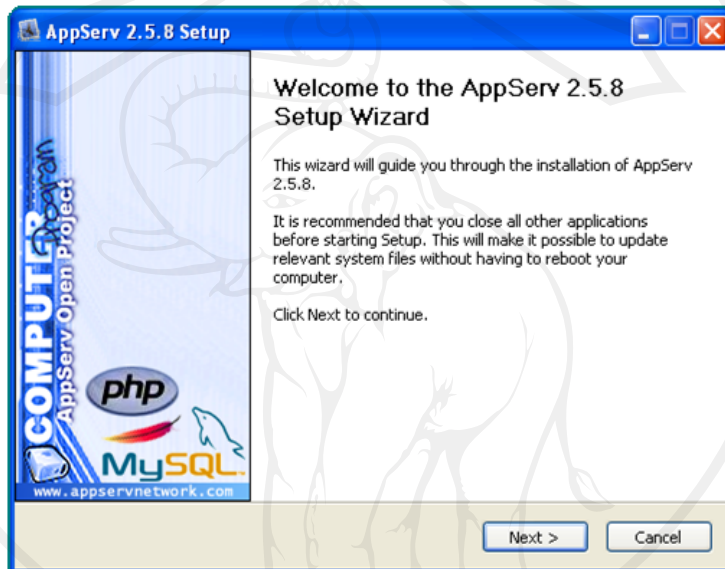 AppServ 2.5.8 Setup
Welcome to the AppServ 2.5.8
Setup Wizard
This wizard will guide you through the installation of AppServ
2.5.8.
It is recommended that you close all other applications
before starting Setup. This will make it possible to update
relevant system files without having to reboot your
computer.
Click Next to continue.
COMPUTER
Program
AppServ Open Project
php
MySQL
www.appservnetwork.com
Next >
Cancel